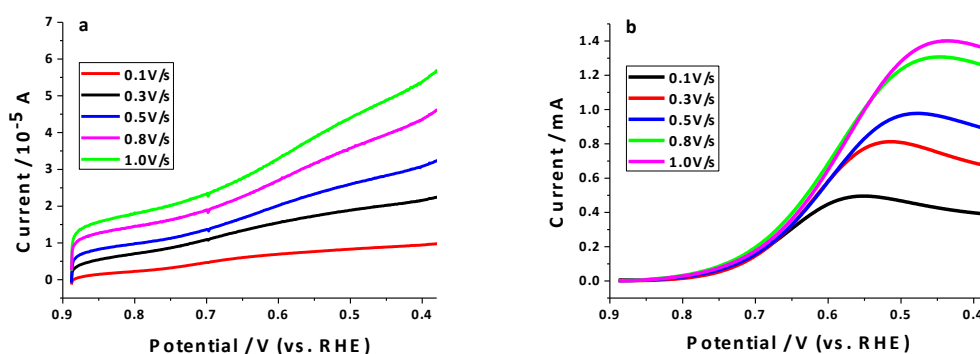 a
7
6
5
4
3
2
1
0
Current /10⁻⁵ A
0.1V/s
0.3V/s
0.5V/s
0.8V/s
1.0V/s
0.9 0.8 0.7 0.6 0.5 0.4
Potential /V (vs. RHE)
b
1.4
1.2
1.0
0.8
0.6
0.4
0.2
0.0
Current /mA
0.1V/s
0.3V/s
0.5V/s
0.8V/s
1.0V/s
0.9 0.8 0.7 0.6 0.5 0.4
Potential /V (vs. RHE)